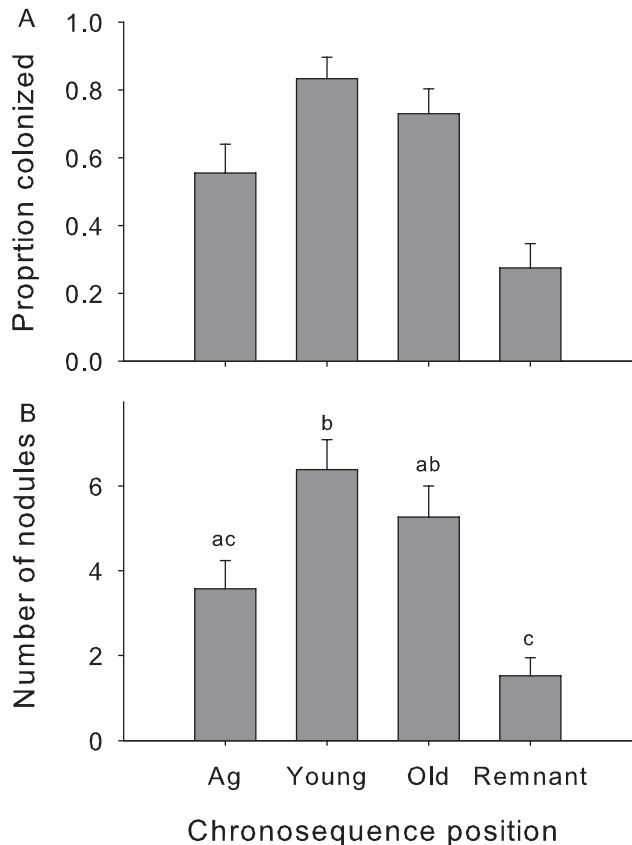 A
1.0
0.8
0.6
0.4
0.2
0.0
Proprtion colonized
B
6
4
2
0
Number of nodules
ac
b
ab
c
Ag Young Old Remnant
Chronosequence position